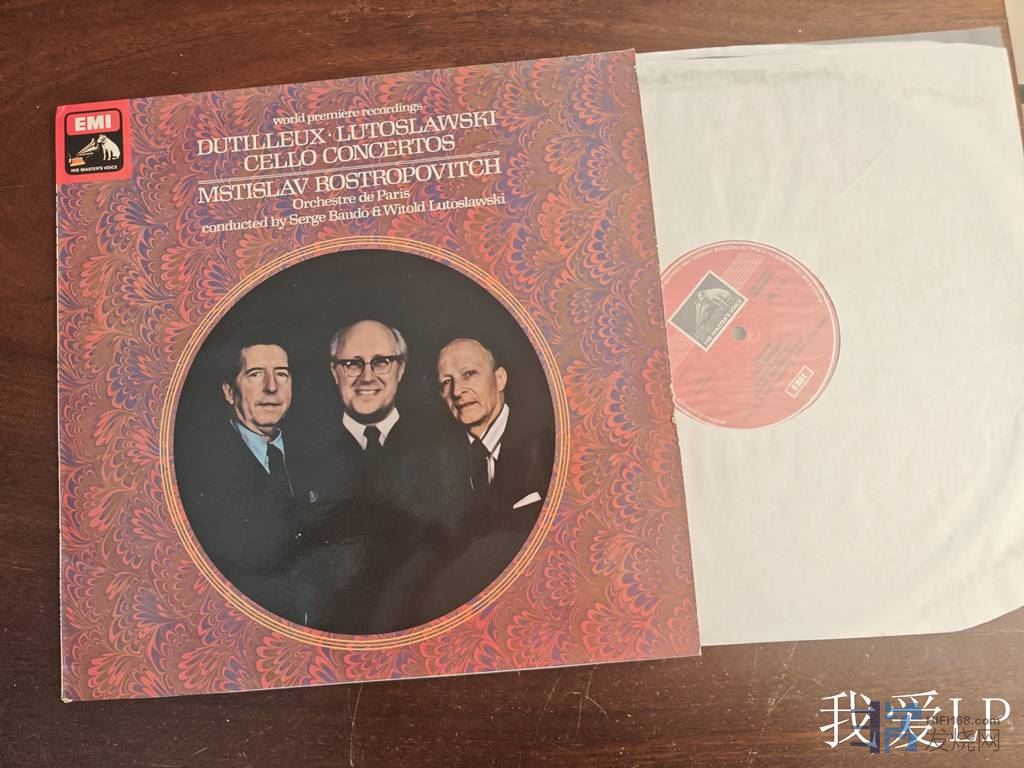 EMI
HIS MASTER'S VOICE
world première recordings
DUTILLEUX · LUTOSLAWSKI
CELLO CONCERTOS
MSTISLAV ROSTROPOVITCH
Orchestre de Paris
conducted by Serge Baudo & Witold Lutoslawski
HIS MASTER'S VOICE
EMI
我爱LP
HIFI168.com
发烧网